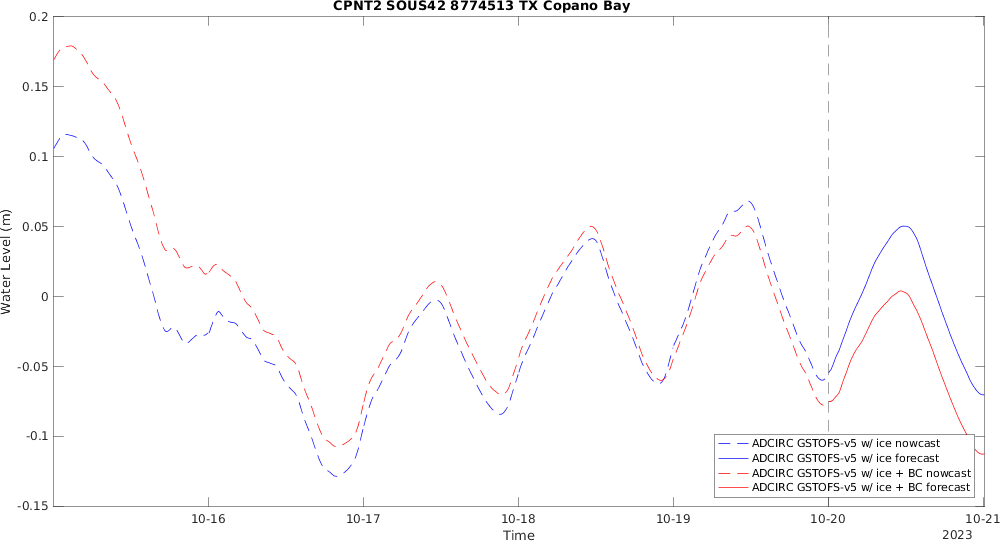 CPNT2 SOUS42 8774513 TX Copano Bay
0.2
0.15
0.1
0.05
0
-0.05
-0.1
-0.15
Water Level (m)
ADCIRC GSTOFS-v5 w/ ice nowcast
ADCIRC GSTOFS-v5 w/ ice forecast
ADCIRC GSTOFS-v5 w/ ice + BC nowcast
ADCIRC GSTOFS-v5 w/ ice + BC forecast
10-16 10-17 10-18 10-19 10-20 10-21
Time
2023